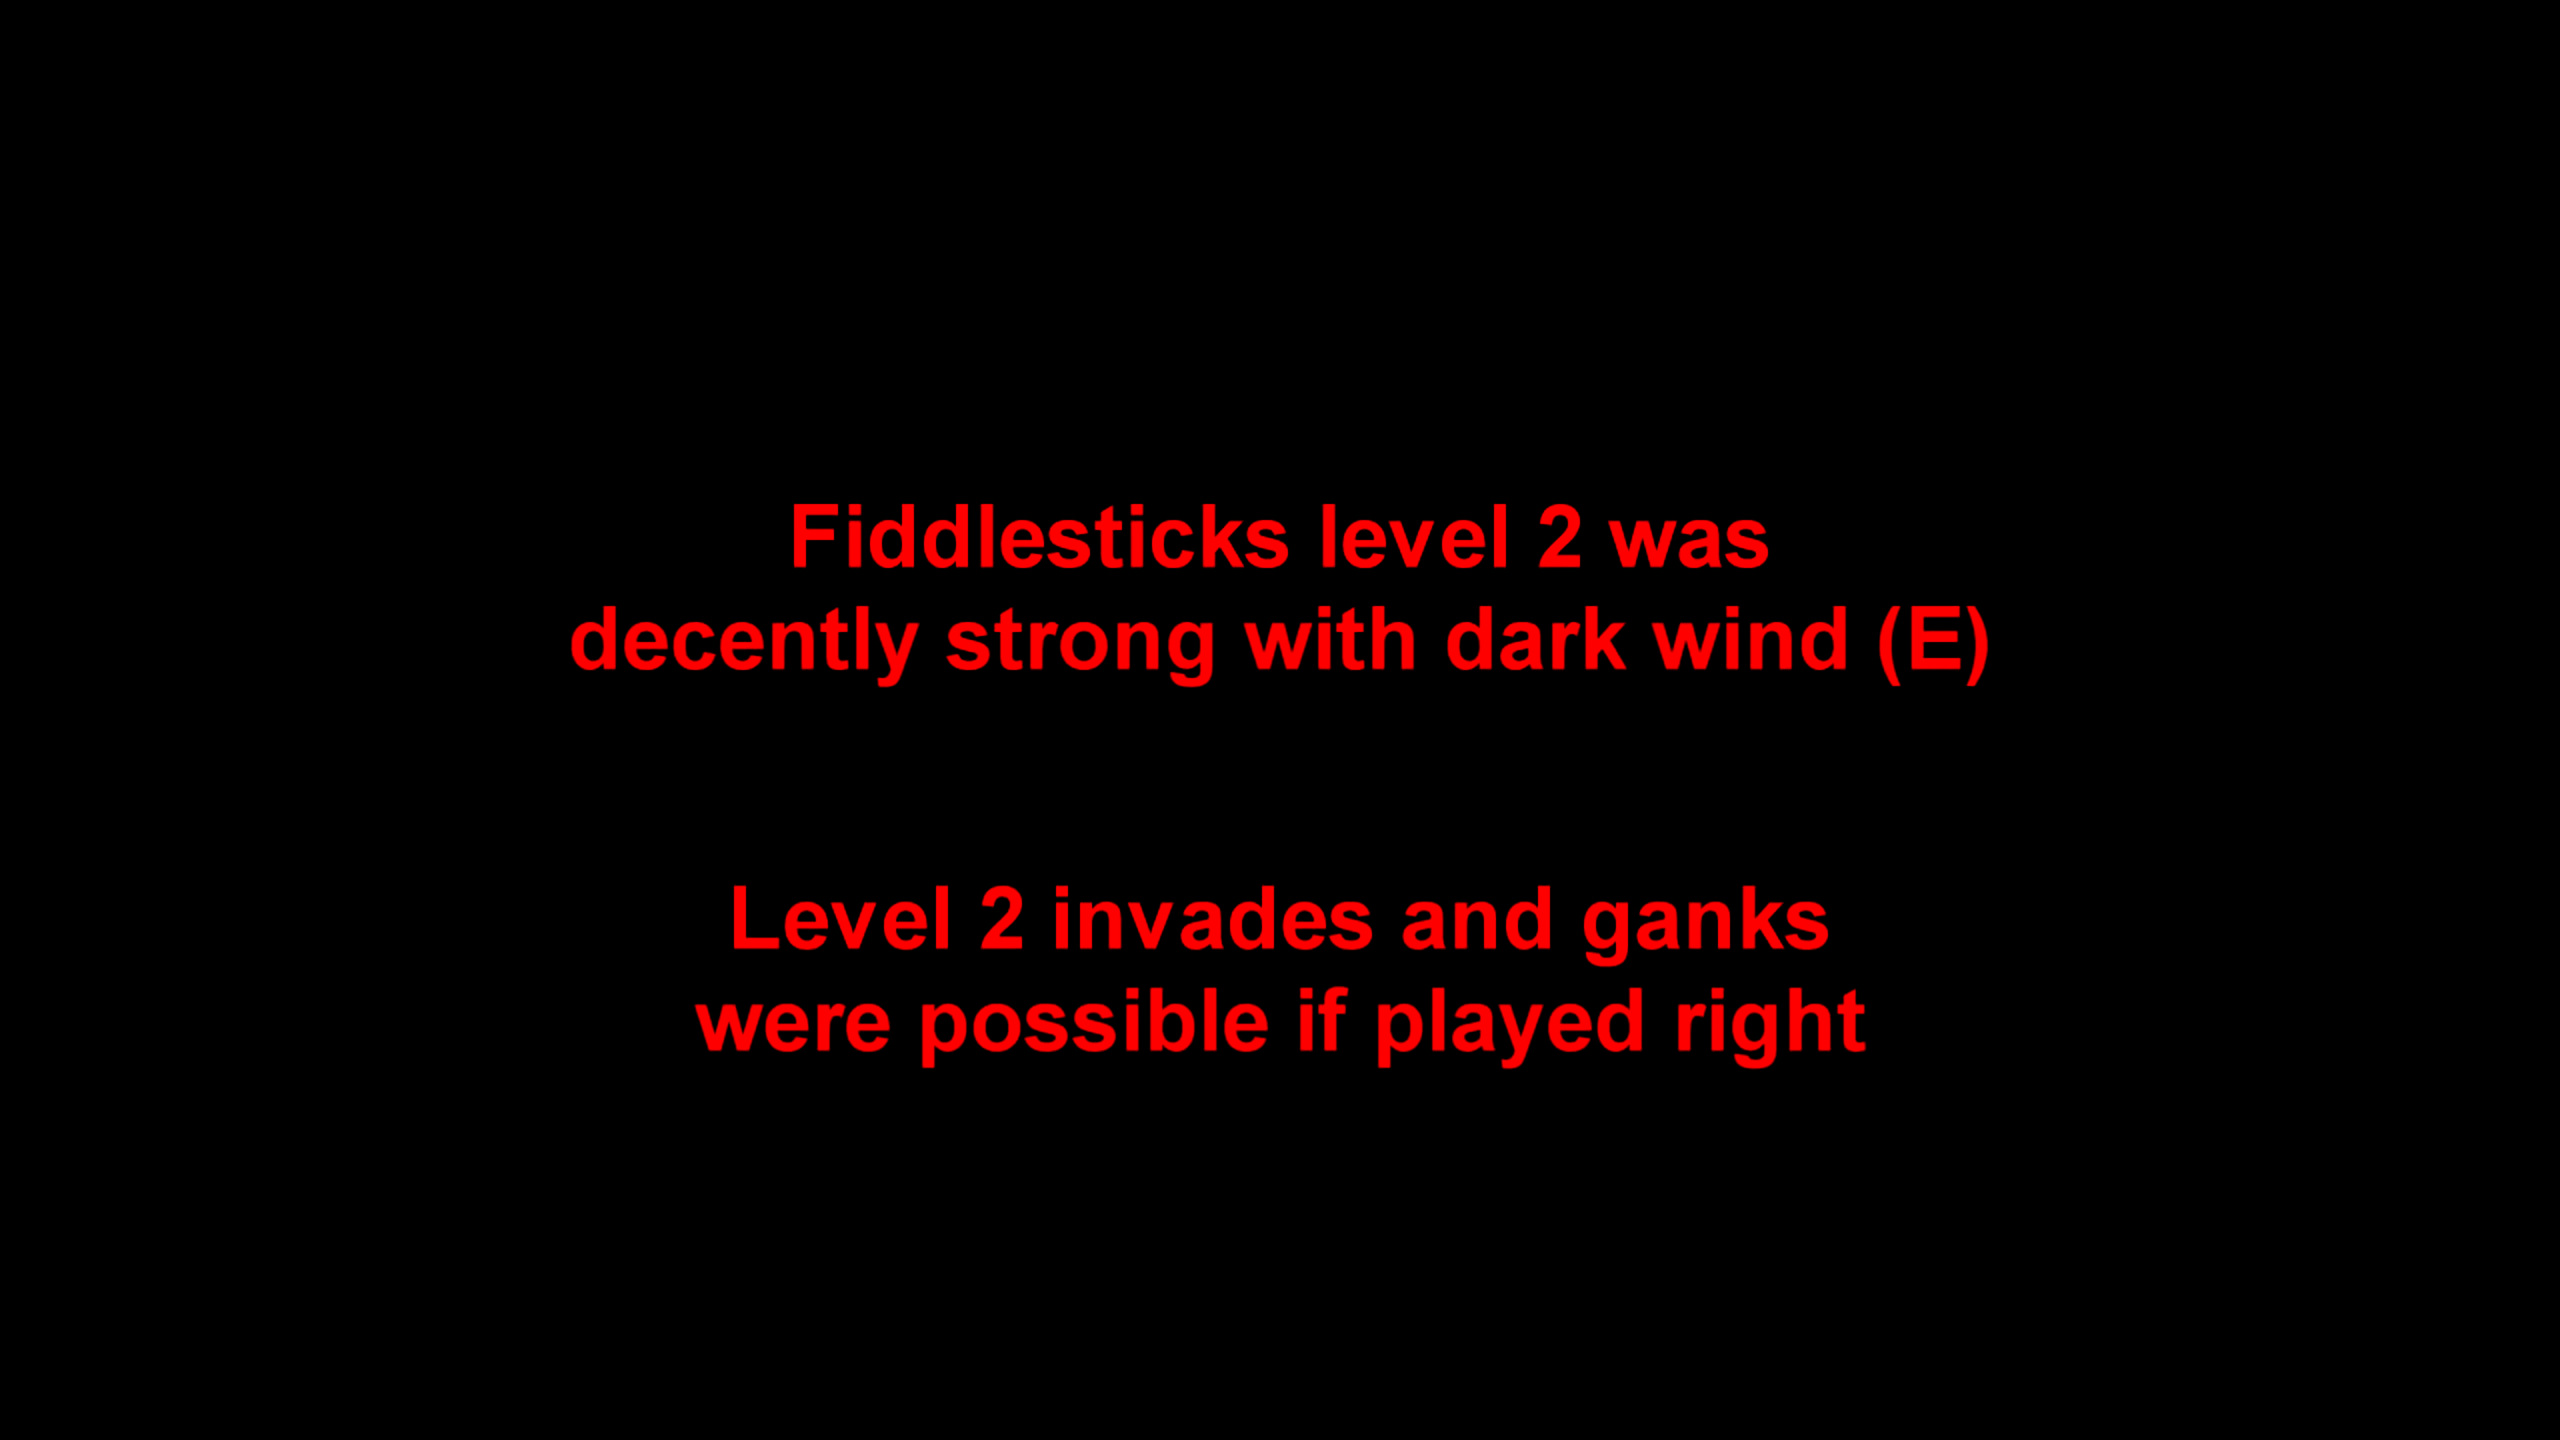 Fiddlesticks level 2 was
decently strong with dark wind (E)
Level 2 invades and ganks
were possible if played right